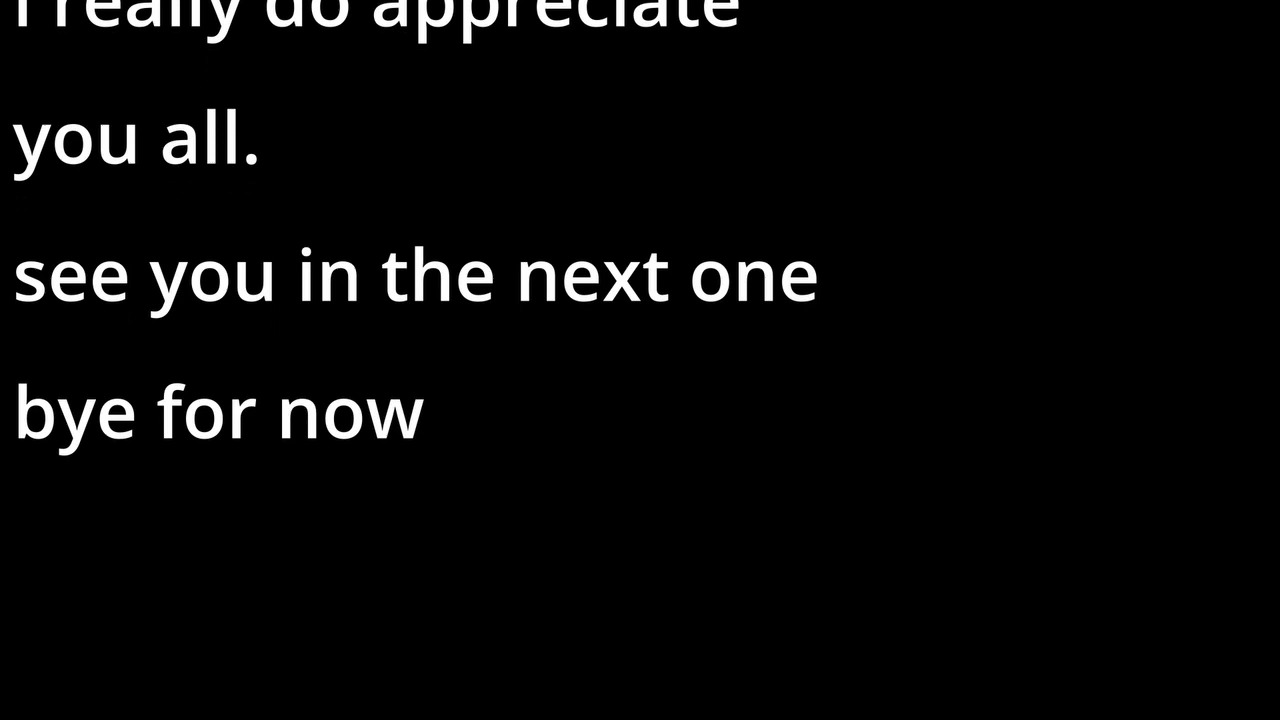 I really do appreciate
you all.
see you in the next one
bye for now